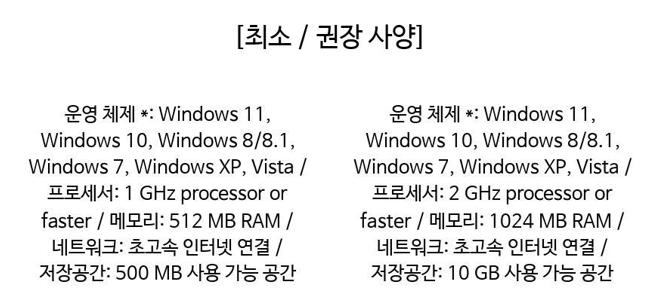 [최소 / 권장 사양]
운영 체제 *: Windows 11,
Windows 10, Windows 8/8.1,
Windows 7, Windows XP, Vista /
프로세서: 1 GHz processor or
faster / 메모리: 512 MB RAM /
네트워크: 초고속 인터넷 연결 /
저장공간: 500 MB 사용 가능 공간
운영 체제 *: Windows 11,
Windows 10, Windows 8/8.1,
Windows 7, Windows XP, Vista /
프로세서: 2 GHz processor or
faster / 메모리: 1024 MB RAM /
네트워크: 초고속 인터넷 연결 /
저장공간: 10 GB 사용 가능 공간